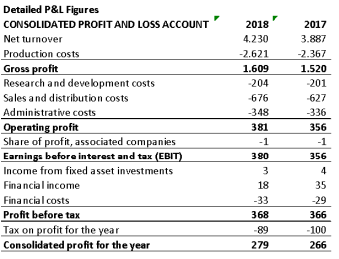 Detailed P&L Figures
CONSOLIDATED PROFIT AND LOSS ACCOUNT 2018 2017
Net turnover 4.230 3.887
Production costs -2.621 -2.367
Gross profit 1.609 1.520
Research and development costs -204 -201
Sales and distribution costs -676 -627
Administrative costs -348 -336
Operating profit 381 356
Share of profit, associated companies -1 -1
Earnings before interest and tax (EBIT) 380 356
Income from fixed asset investments 3 4
Financial income 18 35
Financial costs -33 -29
Profit before tax 368 366
Tax on profit for the year -89 -100
Consolidated profit for the year 279 266